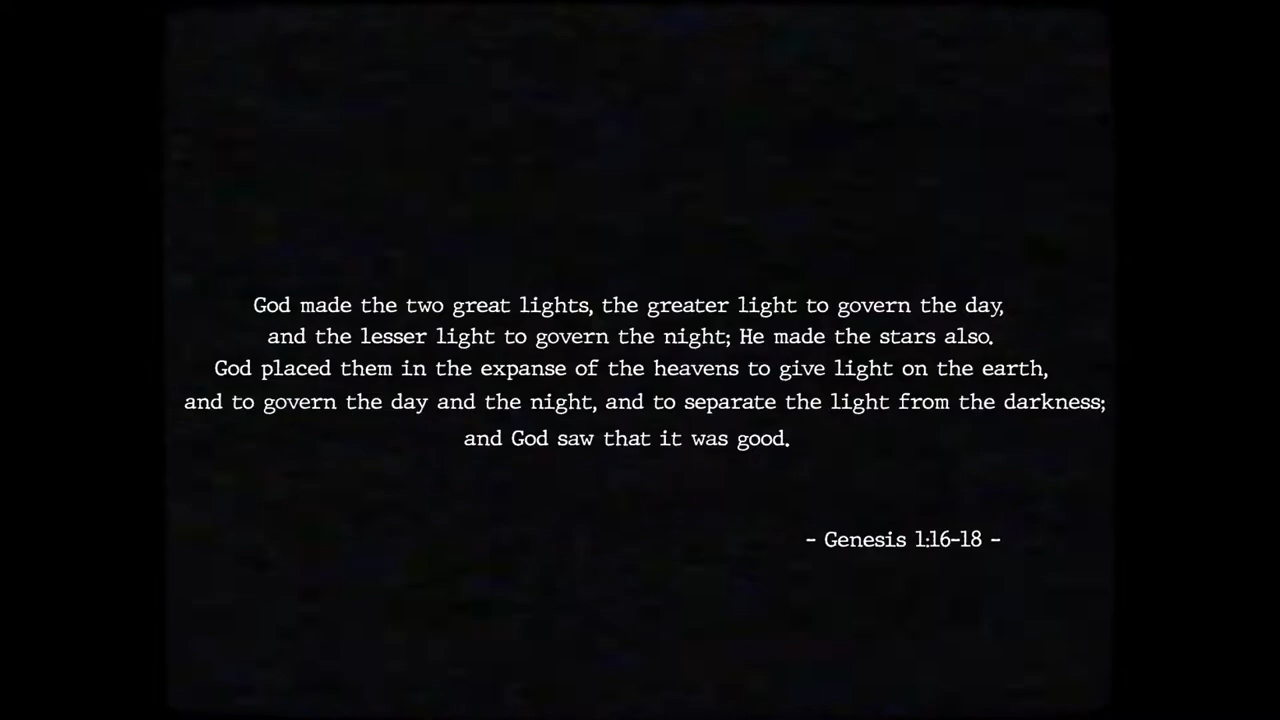 God made the two great lights, the greater light to govern the day,
and the lesser light to govern the night; He made the stars also.
God placed them in the expanse of the heavens to give light on the earth,
and to govern the day and the night, and to separate the light from the darkness;
and God saw that it was good.
- Genesis 1:16-18 -